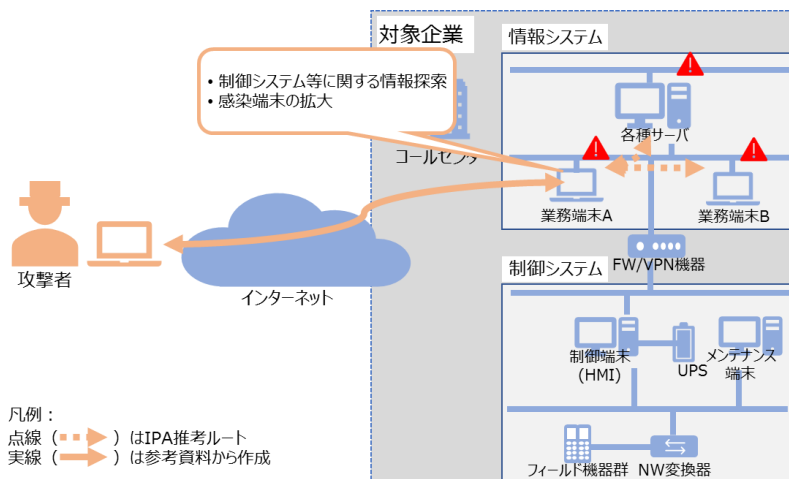 対象企業
情報システム
・制御システム等に関する情報探索
・感染端末の拡大
各種サーバ
コールセンタ
業務端末A
業務端末B
攻撃者
インターネット
FW/VPN機器
制御システム
制御端末
(HMI)
UPS
メンテナンス
端末
フィールド機器群
NW変換器
凡例：
点線（ ）はIPA推考ルート
実線（ ）は参考資料から作成